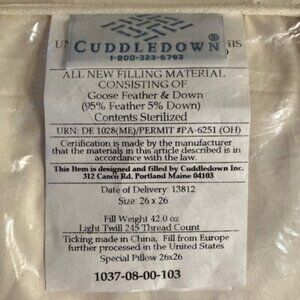 UN
HIS
CUDDLEDOWN®
1-800-323-6793
ALL NEW FILLING MATERIAL
CONSISTING OF
Goose Feather & Down
(95% Feather 5% Down)
Contents Sterilized
URN: DE 1028(ME)/PERMIT #PA-6251 (OH)
Certification is made by the manufacturer
that the materials in this article described is in
accordance with the law.
This Item is designed and filled by Cuddledown Inc.
312 Canco Rd. Portland Maine 04103
Date of Delivery: 13812
Size: 26 x 26
Fill Weight 42.0 oz
Light Twill 245 Thread Count
Ticking made in China, Fill from Europe
further processed in the United States
Special Pillow 26x26
1037-08-00-103